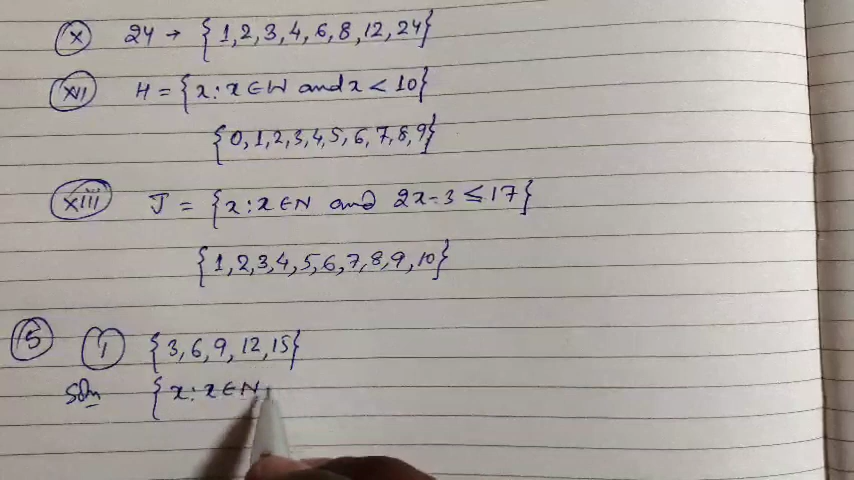 (x) 24 → {1,2,3,4,6,8,12,24}
(xii) H = {x : x ∈ W and x < 10}
{0,1,2,3,4,5,6,7,8,9}
(xiii) J = {x : x ∈ N and 2x-3 ≤ 17}
{1,2,3,4,5,6,7,8,9,10}
(5) (i) {3,6,9,12,15}
Soln {x : x ∈ N,